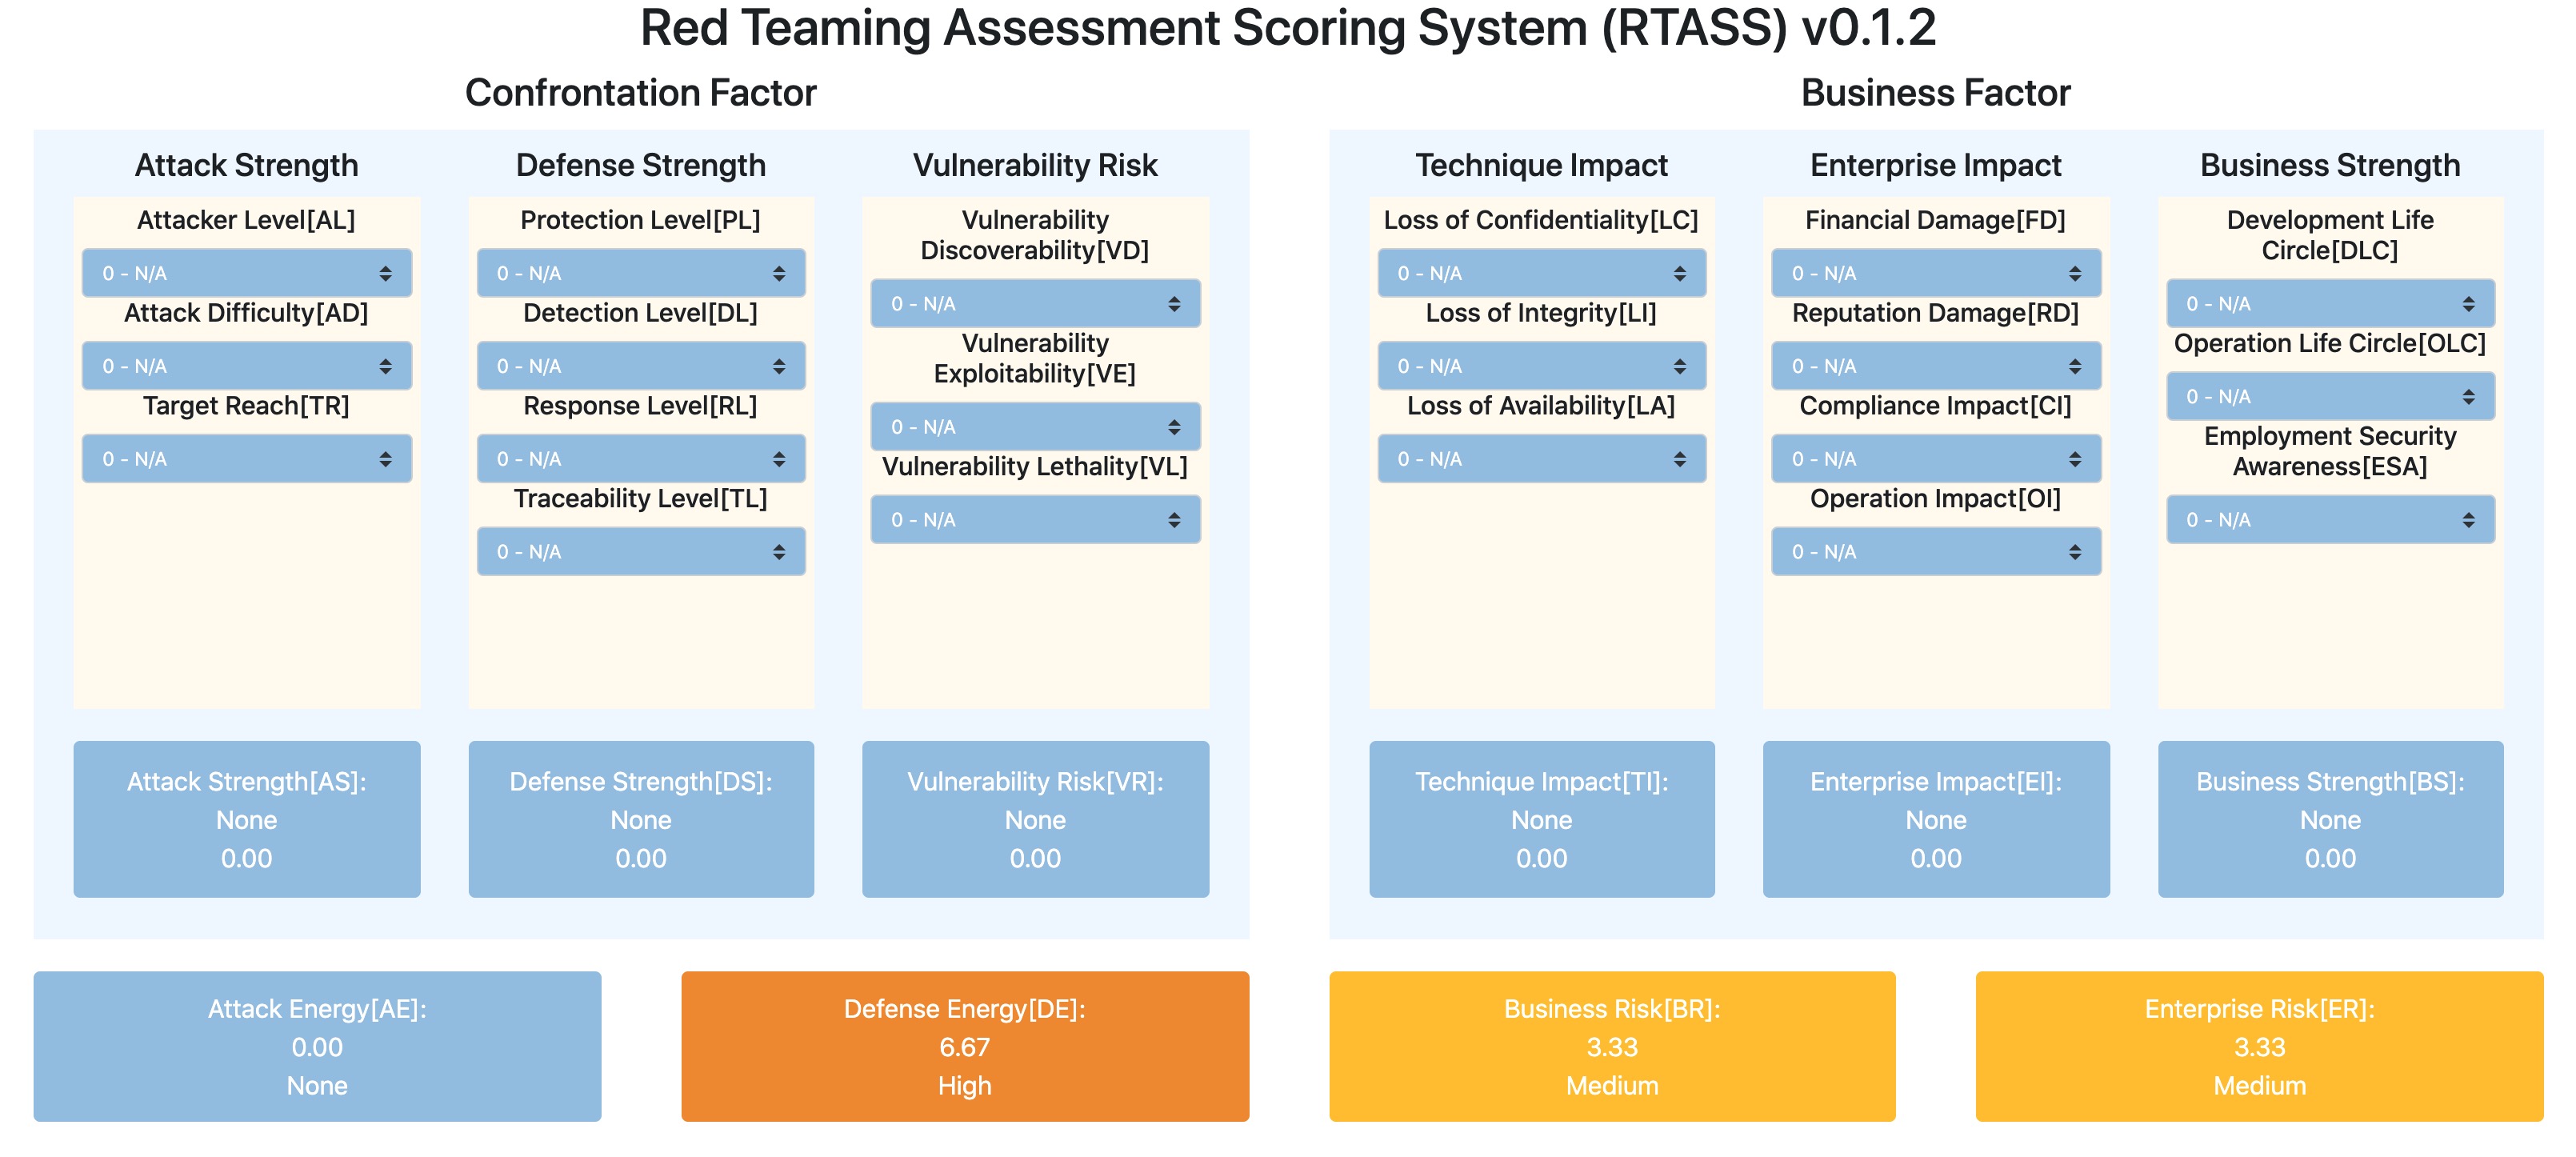 Red Teaming Assessment Scoring System (RTASS) v0.1.2
Confrontation Factor
Attack Strength
Attacker Level[AL]
0 - N/A
Attack Difficulty[AD]
0 - N/A
Target Reach[TR]
0 - N/A
Defense Strength
Protection Level[PL]
0 - N/A
Detection Level[DL]
0 - N/A
Response Level[RL]
0 - N/A
Traceability Level[TL]
0 - N/A
Vulnerability Risk
Vulnerability
Discoverability[VD]
0 - N/A
Vulnerability
Exploitability[VE]
0 - N/A
Vulnerability Lethality[VL]
0 - N/A
Attack Strength[AS]:
None
0.00
Defense Strength[DS]:
None
0.00
Vulnerability Risk[VR]:
None
0.00
Business Factor
Technique Impact
Loss of Confidentiality[LC]
0 - N/A
Loss of Integrity[LI]
0 - N/A
Loss of Availability[LA]
0 - N/A
Enterprise Impact
Financial Damage[FD]
0 - N/A
Reputation Damage[RD]
0 - N/A
Compliance Impact[CI]
0 - N/A
Operation Impact[OI]
0 - N/A
Business Strength
Development Life
Circle[DLC]
0 - N/A
Operation Life Circle[OLC]
0 - N/A
Employment Security
Awareness[ESA]
0 - N/A
Technique Impact[TI]:
None
0.00
Enterprise Impact[EI]:
None
0.00
Business Strength[BS]:
None
0.00
Attack Energy[AE]:
0.00
None
Defense Energy[DE]:
6.67
High
Business Risk[BR]:
3.33
Medium
Enterprise Risk[ER]:
3.33
Medium